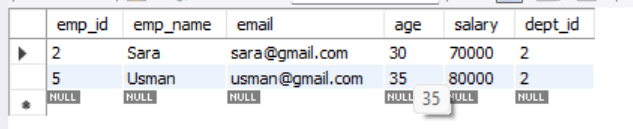 emp_id emp_name email age salary dept_id
2 Sara sara@gmail.com 30 70000 2
5 Usman usman@gmail.com 35 80000 2
NULL NULL NULL NULL NULL NULL
35